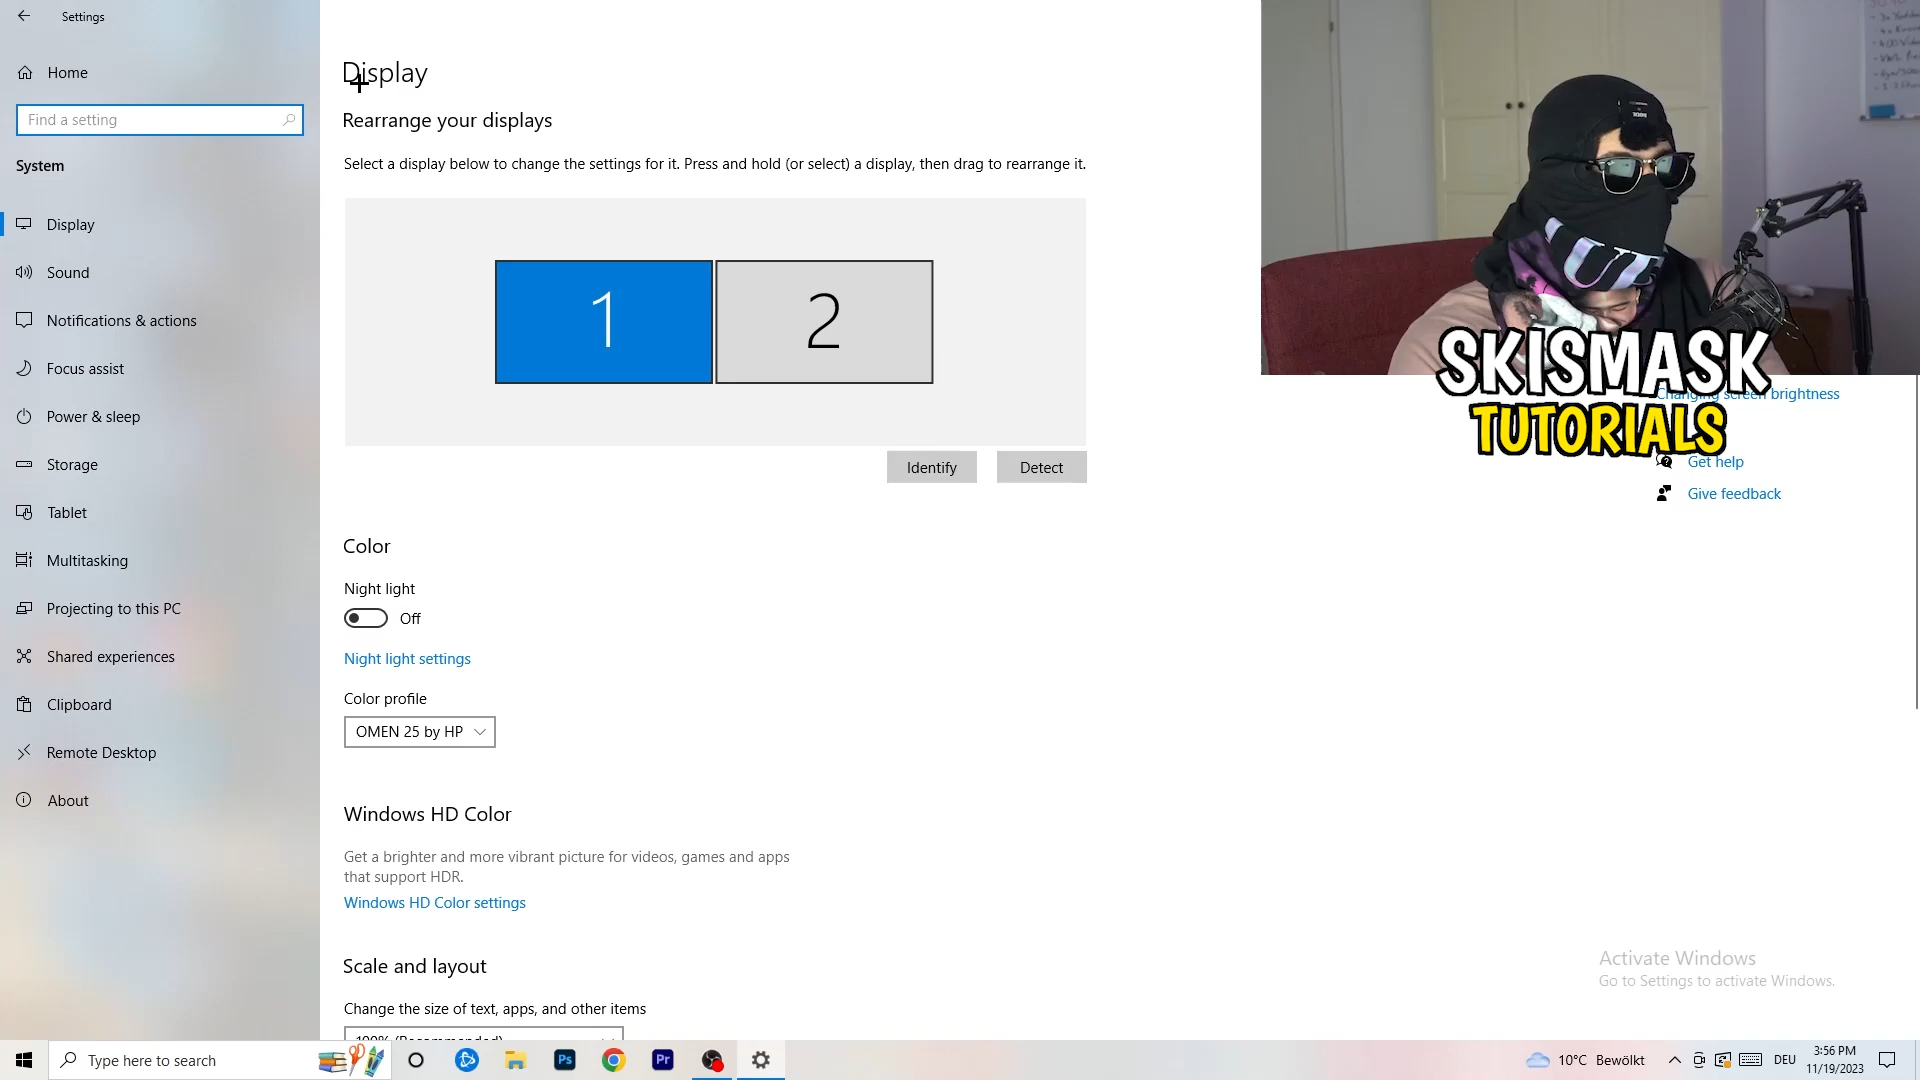 Settings
Home
Find a setting
System
Display
Sound
Notifications & actions
Focus assist
Power & sleep
Storage
Tablet
Multitasking
Projecting to this PC
Shared experiences
Clipboard
Remote Desktop
About
Display
Rearrange your displays
Select a display below to change the settings for it. Press and hold (or select) a display, then drag to rearrange it.
1
2
Identify
Detect
Color
Night light
Off
Night light settings
Color profile
OMEN 25 by HP
Windows HD Color
Get a brighter and more vibrant picture for videos, games and apps
that support HDR.
Windows HD Color settings
Scale and layout
Change the size of text, apps, and other items
100% (Recommended)
SKISMASK
TUTORIALS
Changing screen brightness
Get help
Give feedback
Activate Windows
Go to Settings to activate Windows.
Type here to search
Ps
Pr
10°C Bewölkt
DEU
3:56 PM
11/19/2023